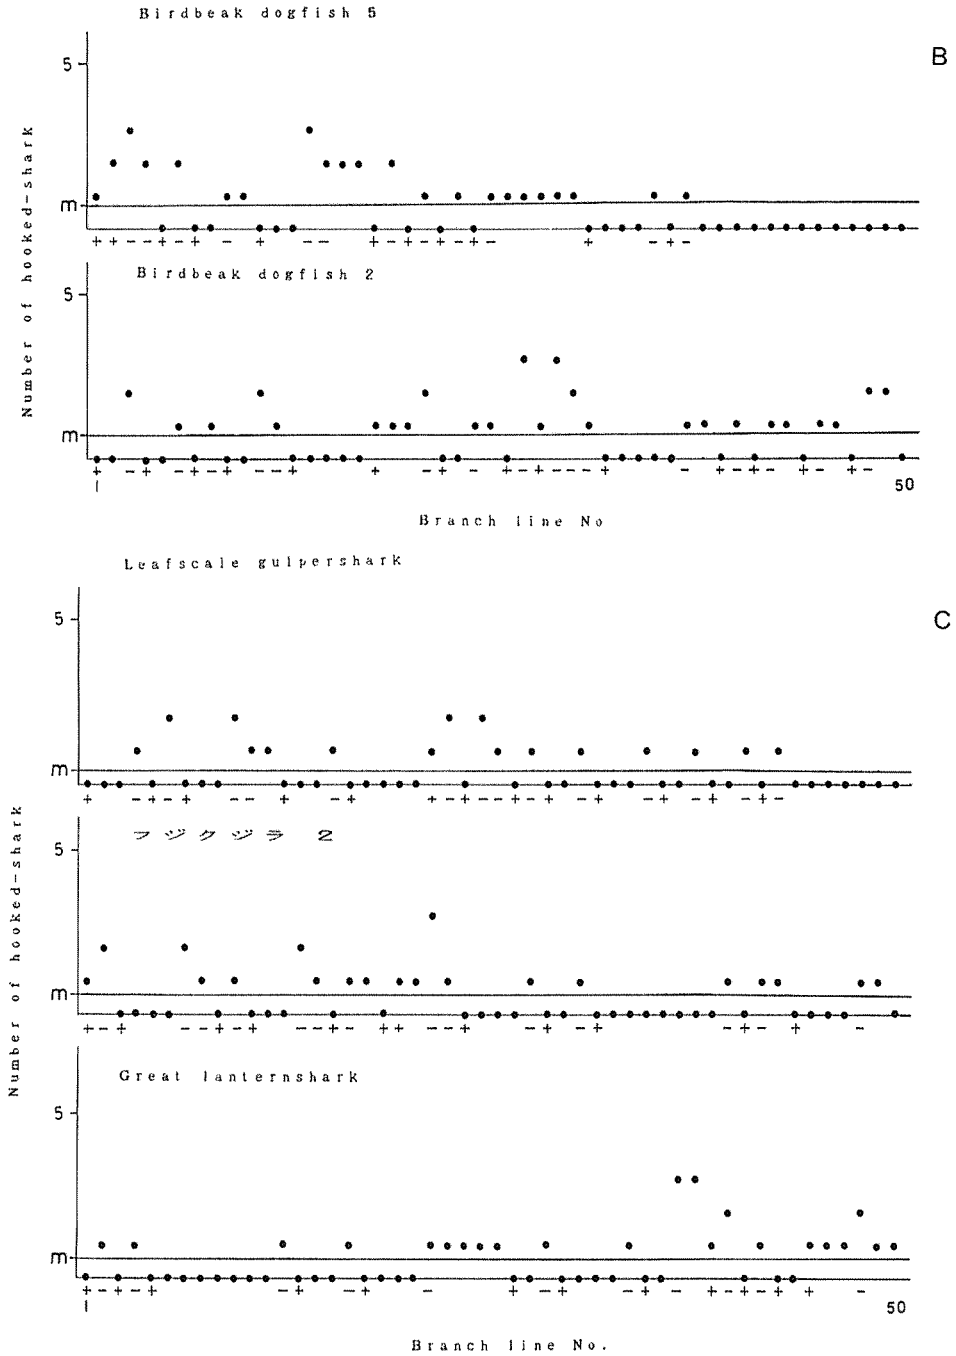 Birdbeak dogfish 5
B
5
m
+ + - - + - + - + - - + - + - + - + - -
Birdbeak dogfish 2
5
m
+ - + - + - + - - + + - + - + - + - - - + - + - + - + - + -
1 50
Branch line No
Number of hooked-shark
Leafscale gulpershark
C
5
m
+ - + - + - - + - + + - + - - + - + - + - + - + - + -
フジクジラ 2
5
m
+ - + - + - + - - + + - - + - + - + - + - + -
Great lanternshark
5
m
+ - + - + - + - + - + - + - + - + - + - + + -
1 50
Branch line No.
Number of hooked-shark